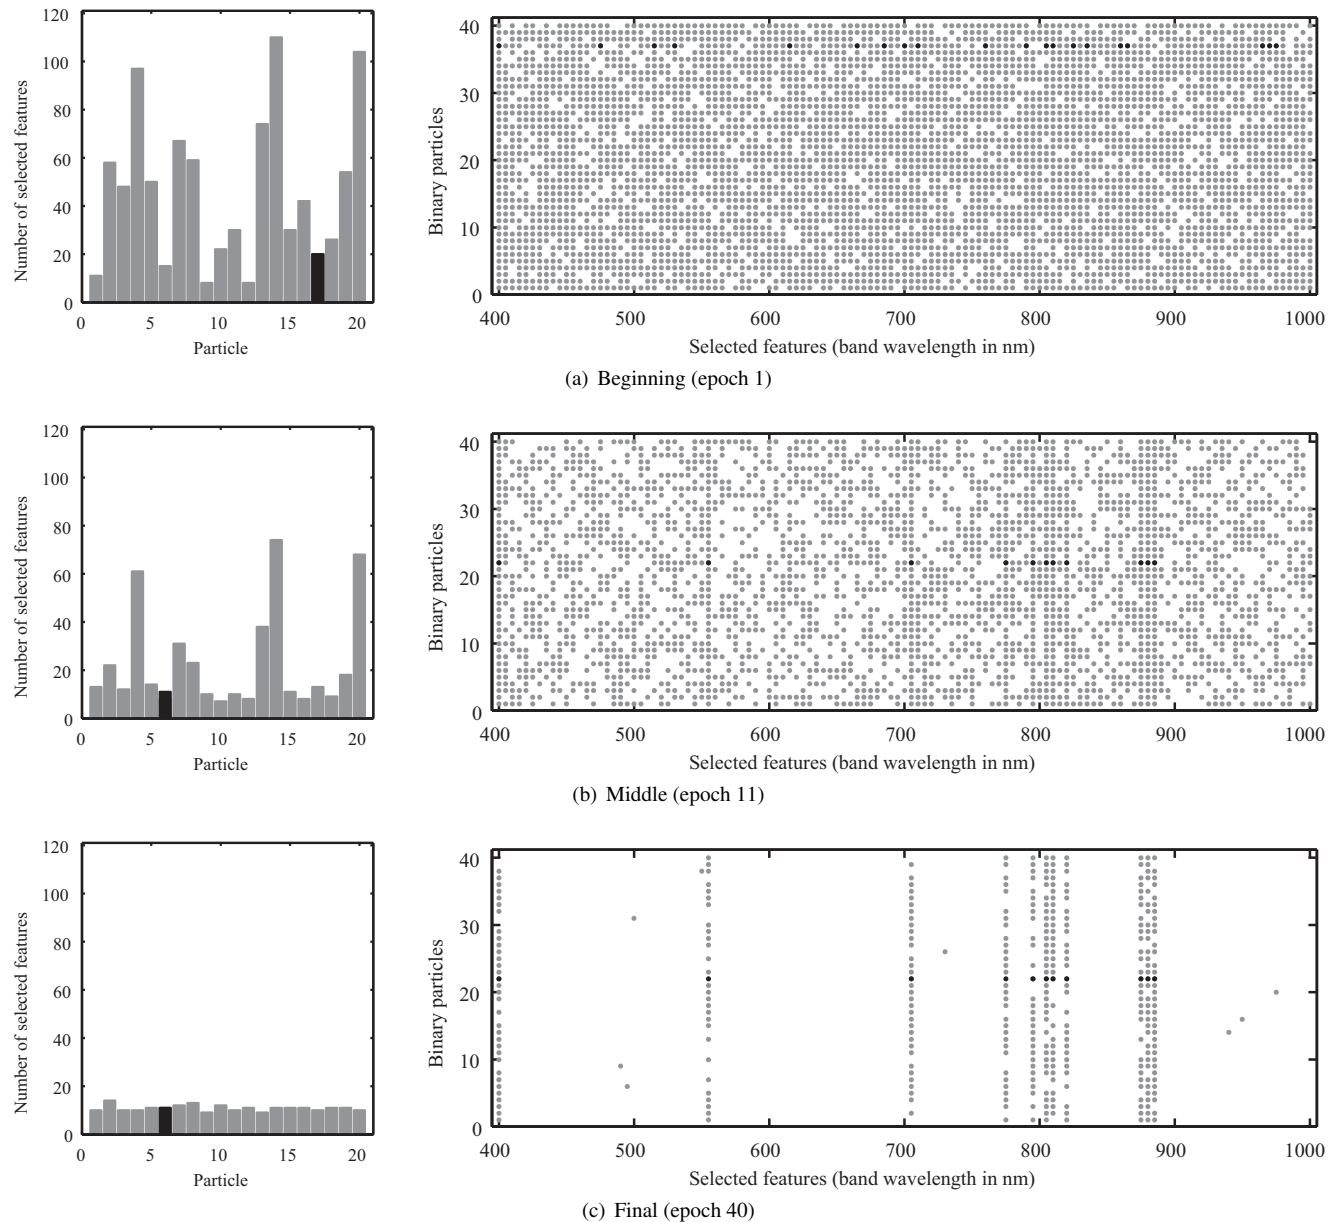 Number of selected features
120
100
80
60
40
20
0
0 5 10 15 20
Particle
Binary particles
40
30
20
10
0
400 500 600 700 800 900 1000
Selected features (band wavelength in nm)
(a) Beginning (epoch 1)
Number of selected features
120
100
80
60
40
20
0
0 5 10 15 20
Particle
Binary particles
40
30
20
10
0
400 500 600 700 800 900 1000
Selected features (band wavelength in nm)
(b) Middle (epoch 11)
Number of selected features
120
100
80
60
40
20
0
0 5 10 15 20
Particle
Binary particles
40
30
20
10
0
400 500 600 700 800 900 1000
Selected features (band wavelength in nm)
(c) Final (epoch 40)